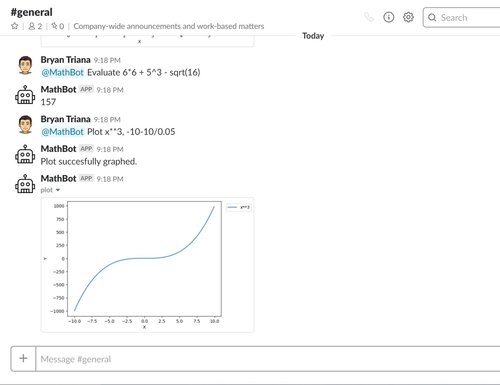 #general
2 | 0 | Company-wide announcements and work-based matters
Search
x
Today
Bryan Triana 9:18 PM
@MathBot Evaluate 6*6 + 5^3 - sqrt(16)
MathBot APP 9:18 PM
157
Bryan Triana 9:18 PM
@MathBot Plot x**3, -10-10/0.05
MathBot APP 9:18 PM
Plot succesfully graphed.
MathBot APP 9:18 PM
plot
x**3
1000
750
500
250
0
−250
−500
−750
−1000
Y
−10.0 −7.5 −5.0 −2.5 0.0 2.5 5.0 7.5 10.0
X
Message #general